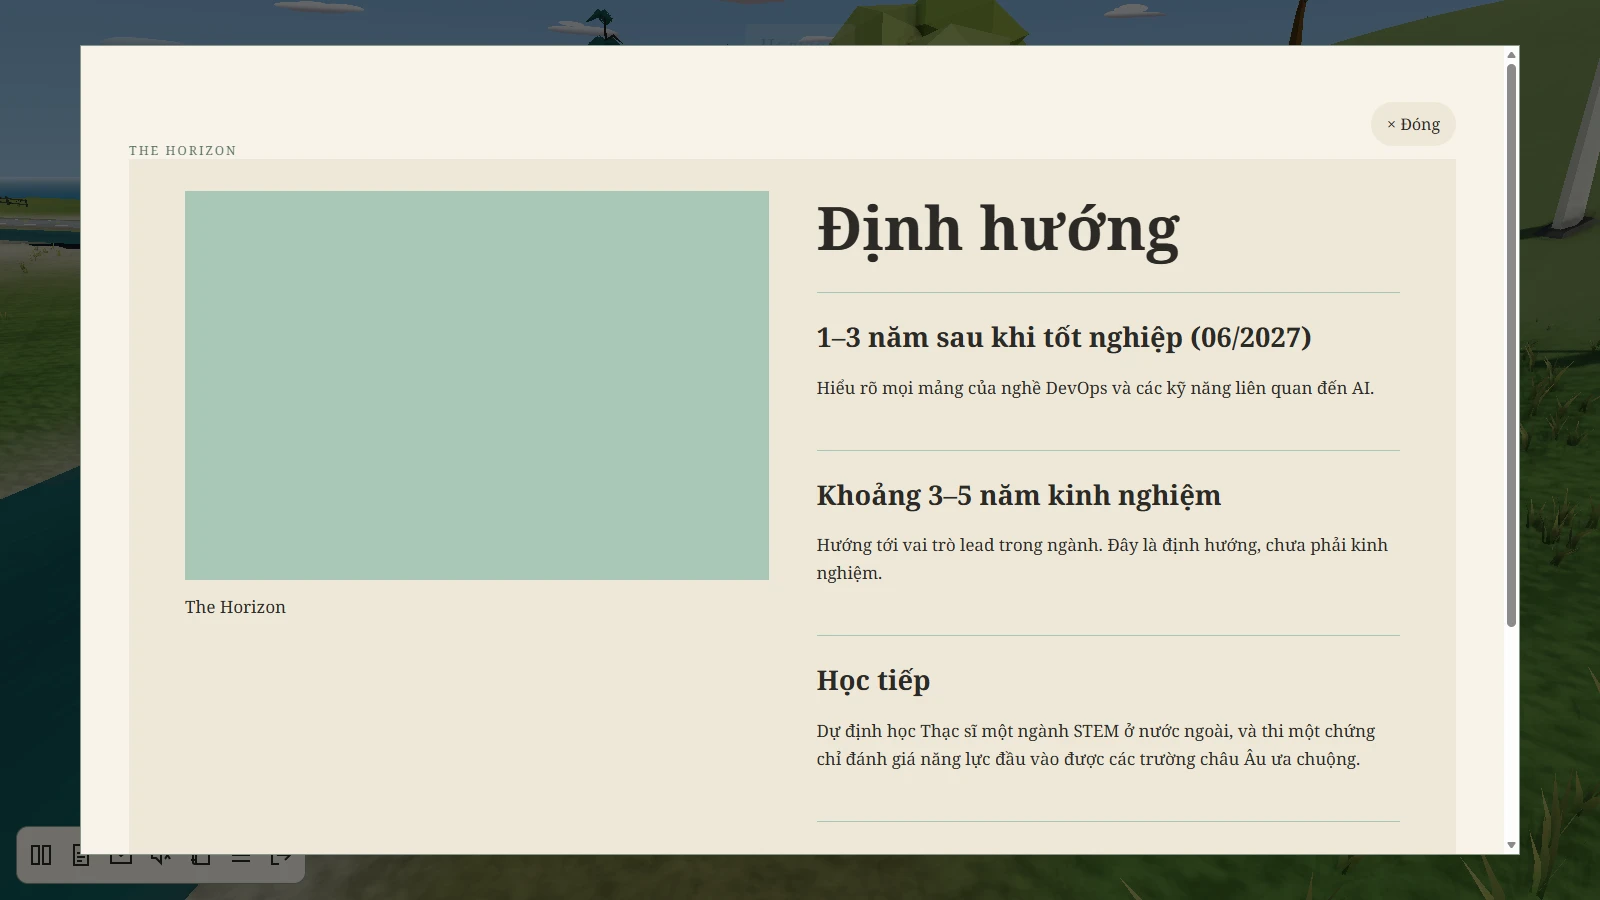 THE HORIZON
× Đóng
Định hướng
1–3 năm sau khi tốt nghiệp (06/2027)
Hiểu rõ mọi mảng của nghề DevOps và các kỹ năng liên quan đến AI.
Khoảng 3–5 năm kinh nghiệm
Hướng tới vai trò lead trong ngành. Đây là định hướng, chưa phải kinh
nghiệm.
The Horizon
Học tiếp
Dự định học Thạc sĩ một ngành STEM ở nước ngoài, và thi một chứng
chỉ đánh giá năng lực đầu vào được các trường châu Âu ưa chuộng.